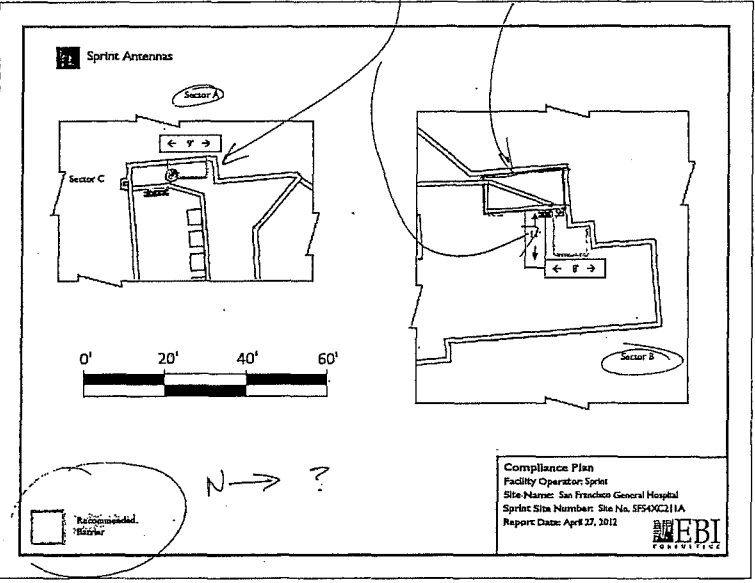 Sprint Antennas
Sector A
← 9' →
Sector C
← 8' →
Sector B
0' 20' 40' 60'
N → ?
Recommended
Barrier
Compliance Plan
Facility Operator: Sprint
Site Name: San Francisco General Hospital
Sprint Site Number: Site No. SF54XC211A
Report Date: April 27, 2012
EBI
CONSULTING